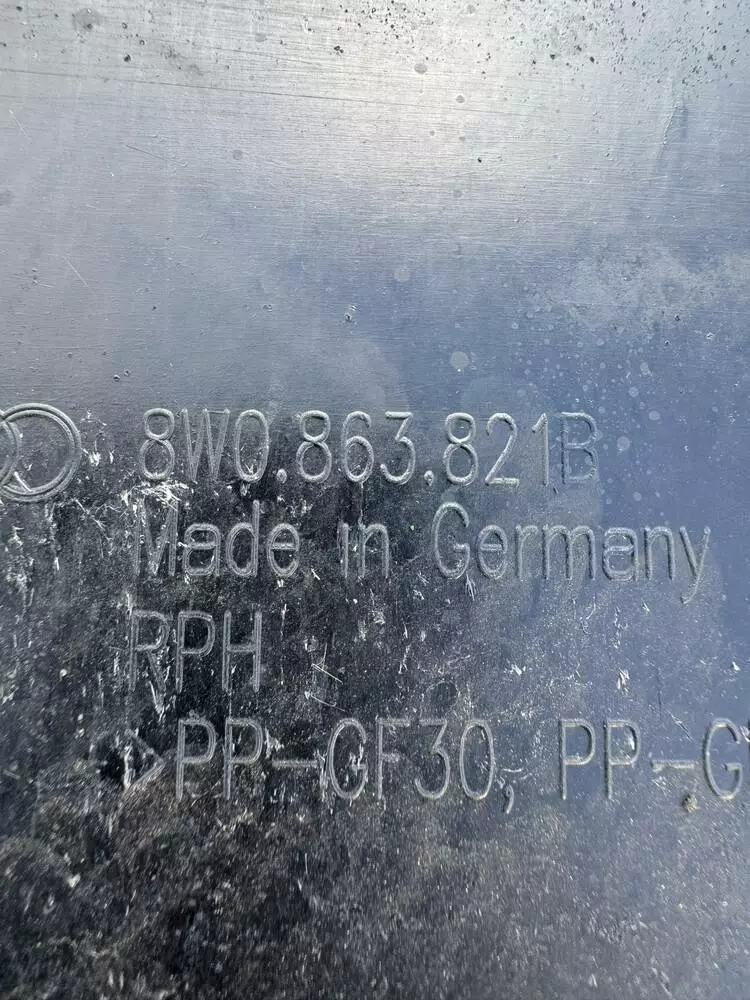 8W0.863.821B
Made in Germany
RPH
>PP-GF30, PP-G